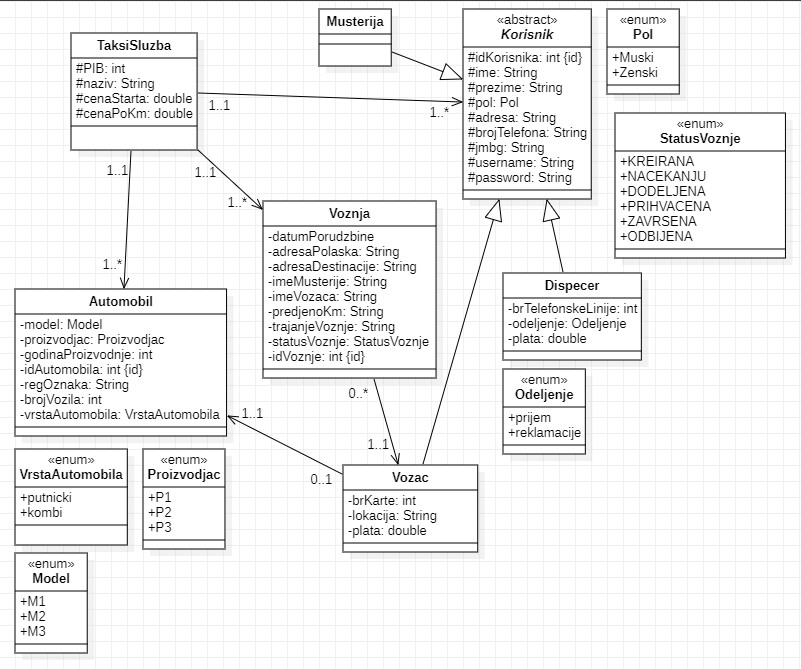 TaksiSluzba
#PIB: int
#naziv: String
#cenaStarta: double
#cenaPoKm: double
Musterija
«abstract»
Korisnik
#idKorisnika: int {id}
#ime: String
#prezime: String
#pol: Pol
#adresa: String
#brojTelefona: String
#jmbg: String
#username: String
#password: String
«enum»
Pol
+Muski
+Zenski
«enum»
StatusVoznje
+KREIRANA
+NACEKANJU
+DODELJENA
+PRIHVACENA
+ZAVRSENA
+ODBIJENA
1..1
1..*
1..1
1..*
1..1
1..*
Voznja
-datumPorudzbine
-adresaPolaska: String
-adresaDestinacije: String
-imeMusterije: String
-imeVozaca: String
-predjenoKm: String
-trajanjeVoznje: String
-statusVoznje: StatusVoznje
-idVoznje: int {id}
Dispecer
-brTelefonskeLinije: int
-odeljenje: Odeljenje
-plata: double
Automobil
-model: Model
-proizvodjac: Proizvodjac
-godinaProizvodnje: int
-idAutomobila: int {id}
-regOznaka: String
-brojVozila: int
-vrstaAutomobila: VrstaAutomobila
«enum»
Odeljenje
+prijem
+reklamacije
0..*
1..1
1..1
0..1
Vozac
-brKarte: int
-lokacija: String
-plata: double
«enum»
VrstaAutomobila
+putnicki
+kombi
«enum»
Proizvodjac
+P1
+P2
+P3
«enum»
Model
+M1
+M2
+M3